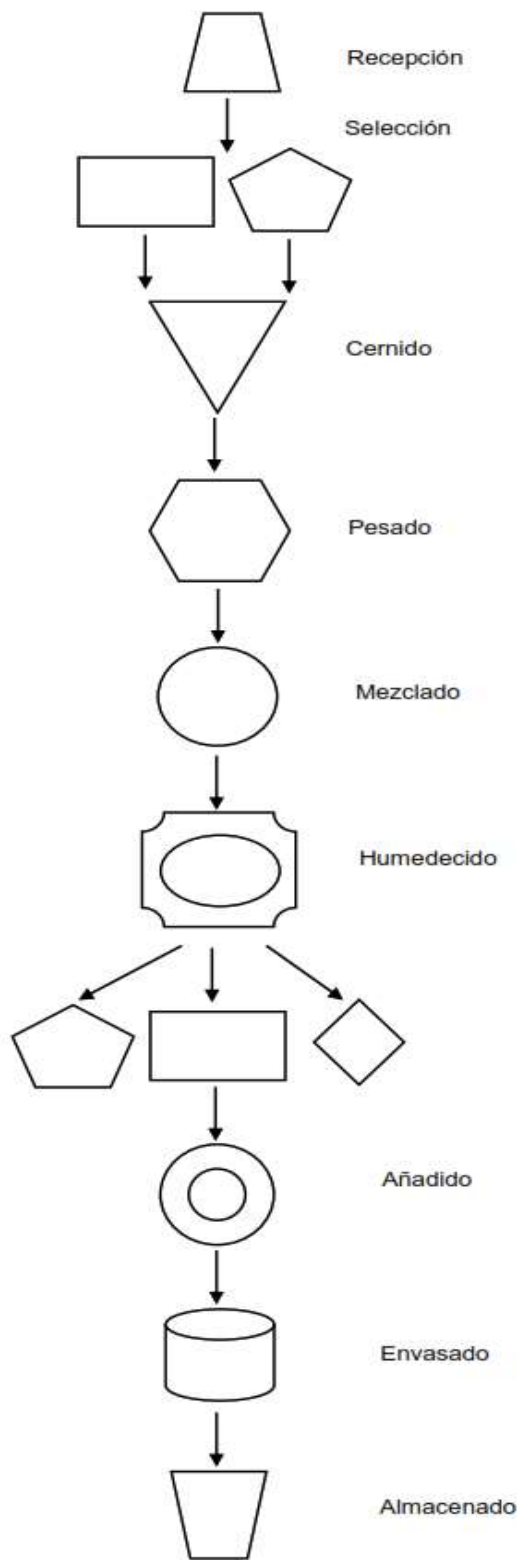 Recepción
Selección
Cernido
Pesado
Mezclado
Humedecido
Añadido
Envasado
Almacenado